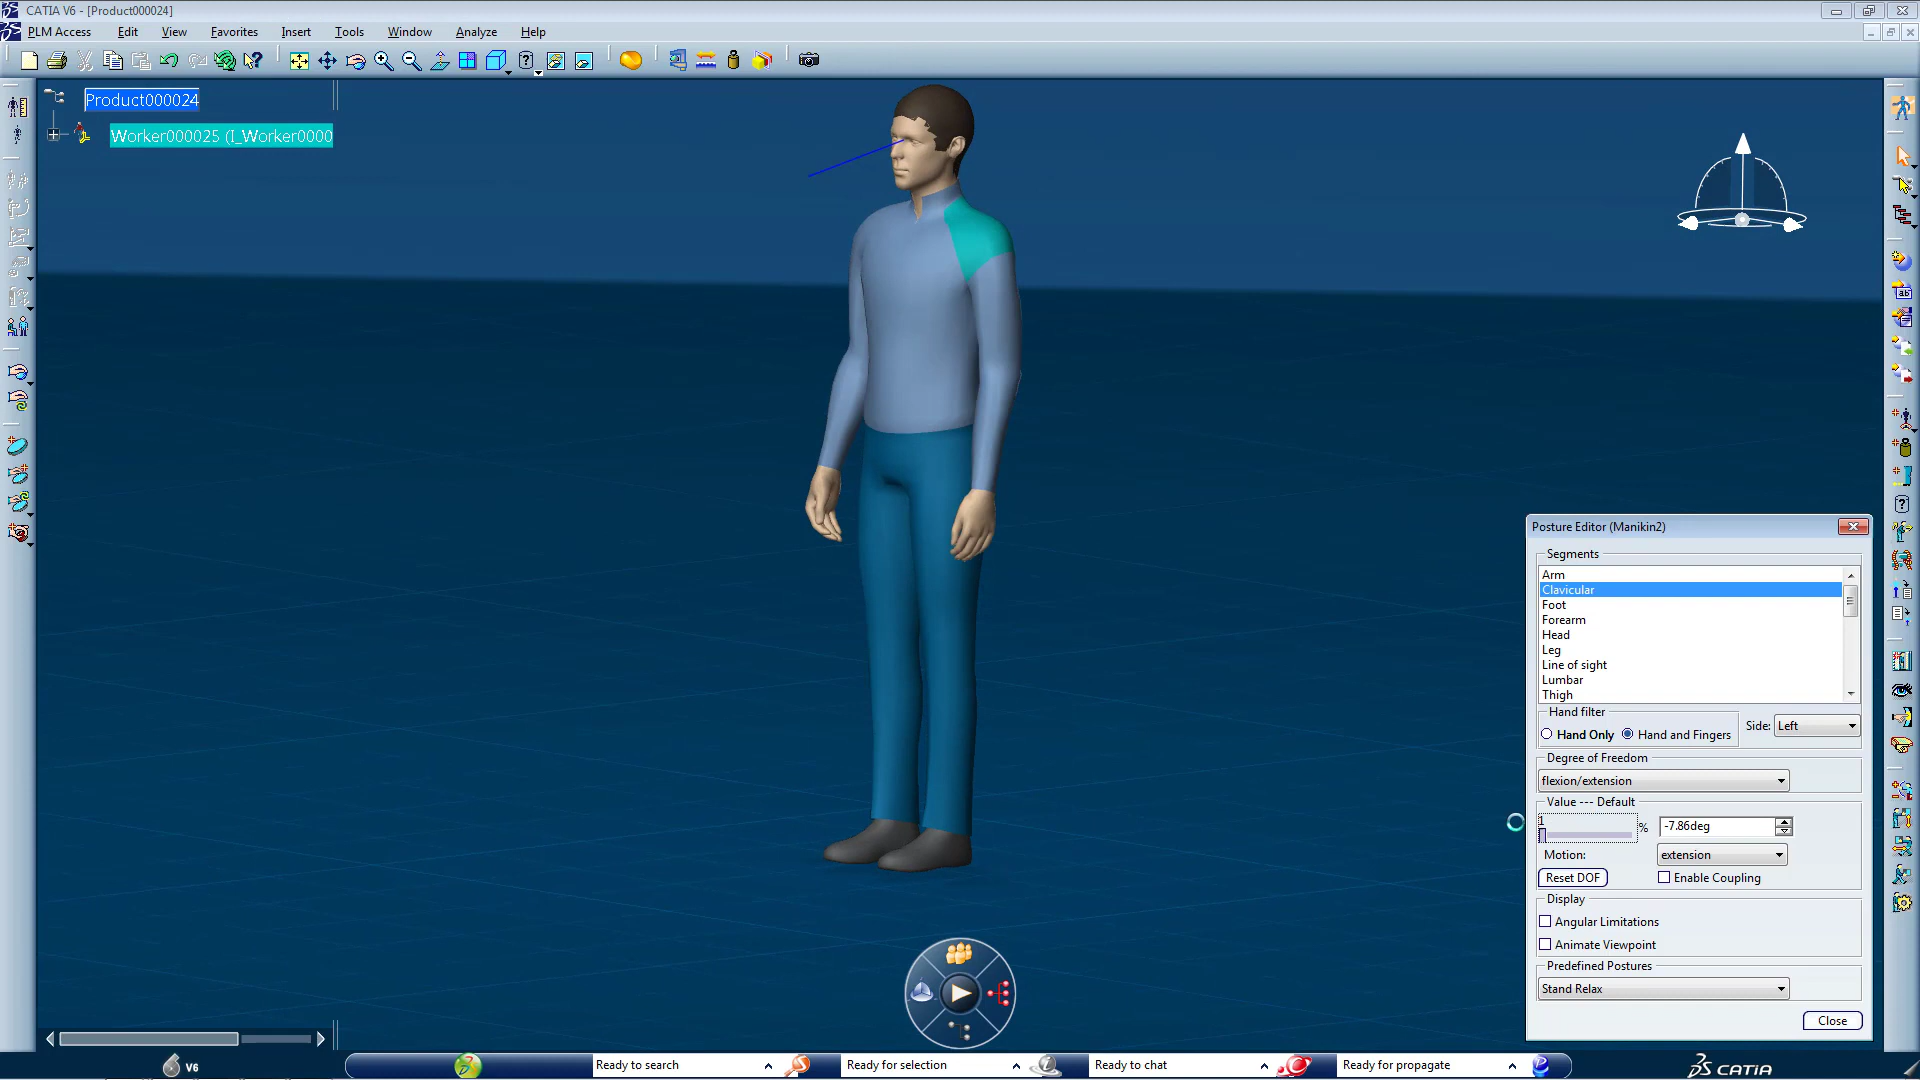 CATIA V6 - [Product000024]
PLM Access Edit View Favorites Insert Tools Window Analyze Help
Product000024
Worker000025 (I_Worker0000
Posture Editor (Manikin2)
Segments
Arm
Clavicular
Foot
Forearm
Head
Leg
Line of sight
Lumbar
Thigh
Hand filter
Hand Only Hand and Fingers Side: Left
Degree of Freedom
flexion/extension
Value --- Default
1 % -7.86deg
Motion: extension
Reset DOF Enable Coupling
Display
Angular Limitations
Animate Viewpoint
Predefined Postures
Stand Relax
Close
V6 Ready to search Ready for selection Ready to chat Ready for propagate CATIA